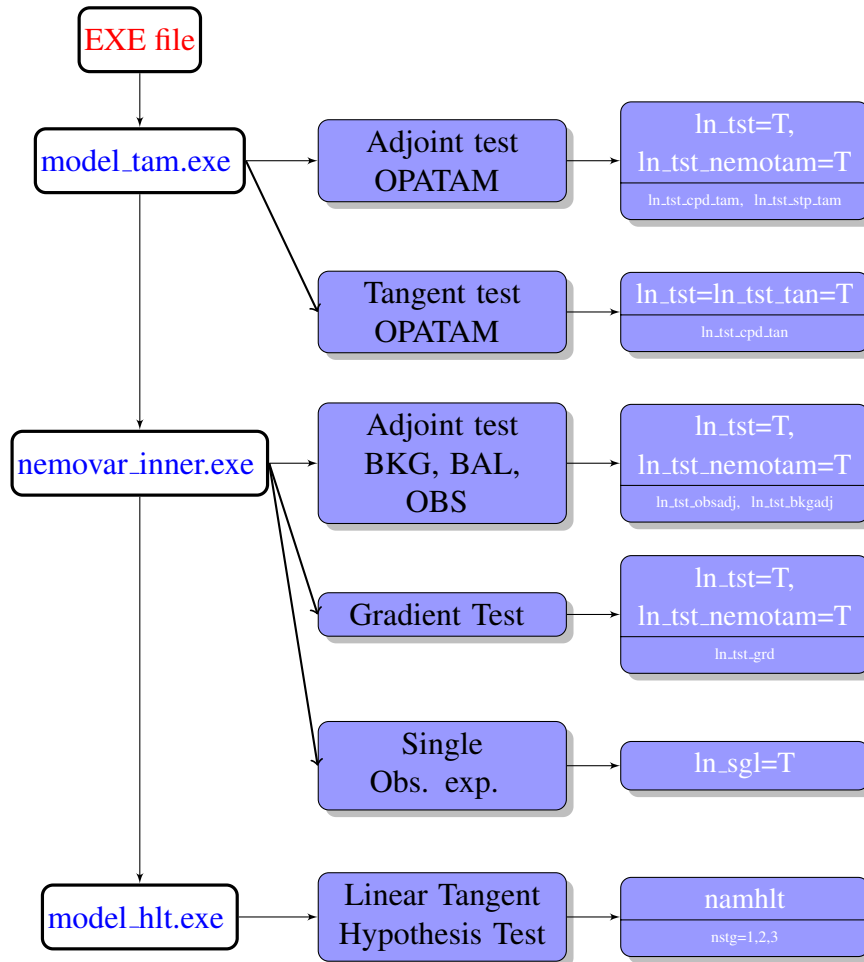 EXE file
model_tam.exe
Adjoint test
OPATAM
ln_tst=T,
ln_tst_nemotam=T
ln_tst_cpd_tam, ln_tst_stp_tam
Tangent test
OPATAM
ln_tst=ln_tst_tan=T
ln_tst_cpd_tan
nemovar_inner.exe
Adjoint test
BKG, BAL,
OBS
ln_tst=T,
ln_tst_nemotam=T
ln_tst_obsadj, ln_tst_bkgadj
Gradient Test
ln_tst=T,
ln_tst_nemotam=T
ln_tst_grd
Single
Obs. exp.
ln_sgl=T
model_hlt.exe
Linear Tangent
Hypothesis Test
namhlt
nstg=1,2,3